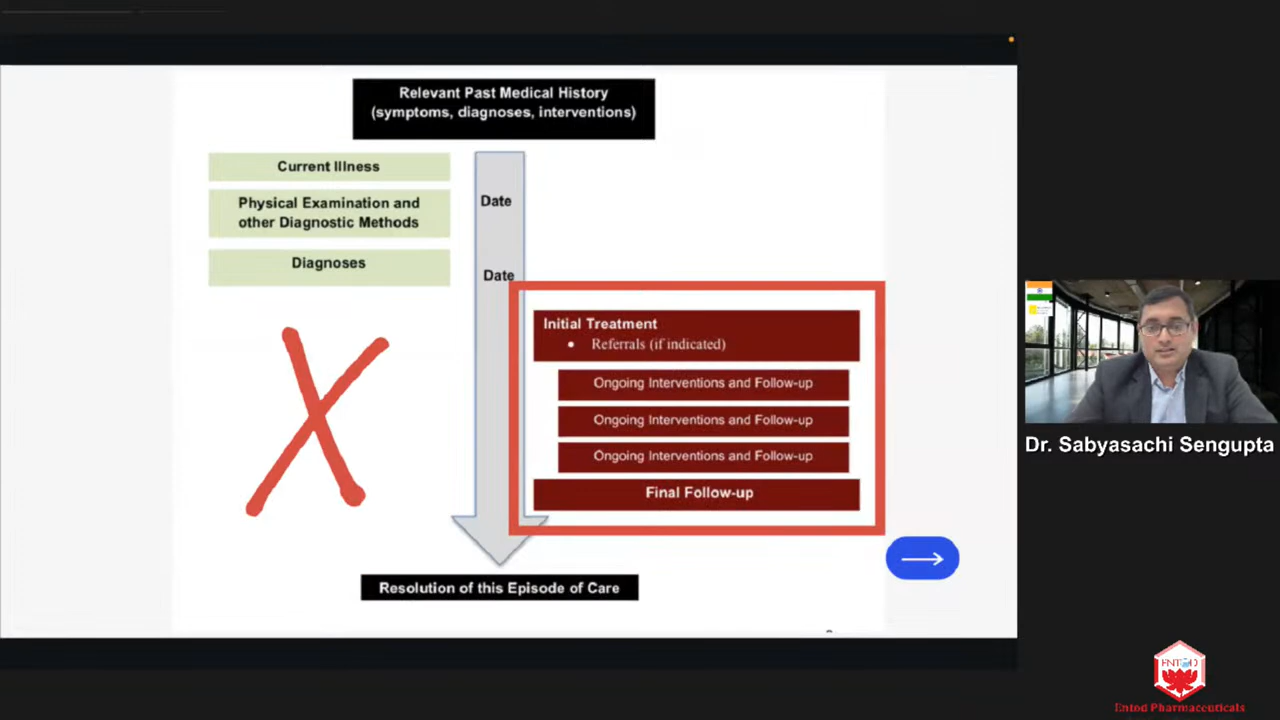 Relevant Past Medical History
(symptoms, diagnoses, interventions)
Current Illness
Physical Examination and
other Diagnostic Methods
Diagnoses
Date
Date
Initial Treatment
• Referrals (if indicated)
Ongoing Interventions and Follow-up
Ongoing Interventions and Follow-up
Ongoing Interventions and Follow-up
Final Follow-up
Resolution of this Episode of Care
Dr. Sabyasachi Sengupta
ENTOD
Entod Pharmaceuticals